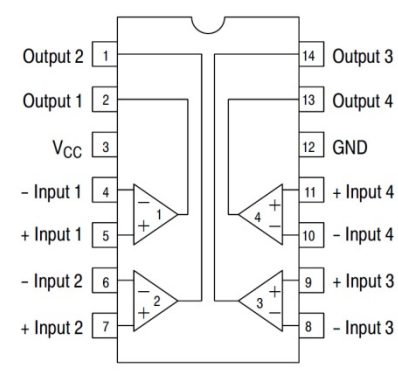 Output 2 1 14 Output 3
Output 1 2 13 Output 4
VCC 3 12 GND
– Input 1 4 – 11 + Input 4
1 + 4
+ Input 1 5 + – 10 – Input 4
– Input 2 6 – + 9 + Input 3
2 3
+ Input 2 7 + – 8 – Input 3